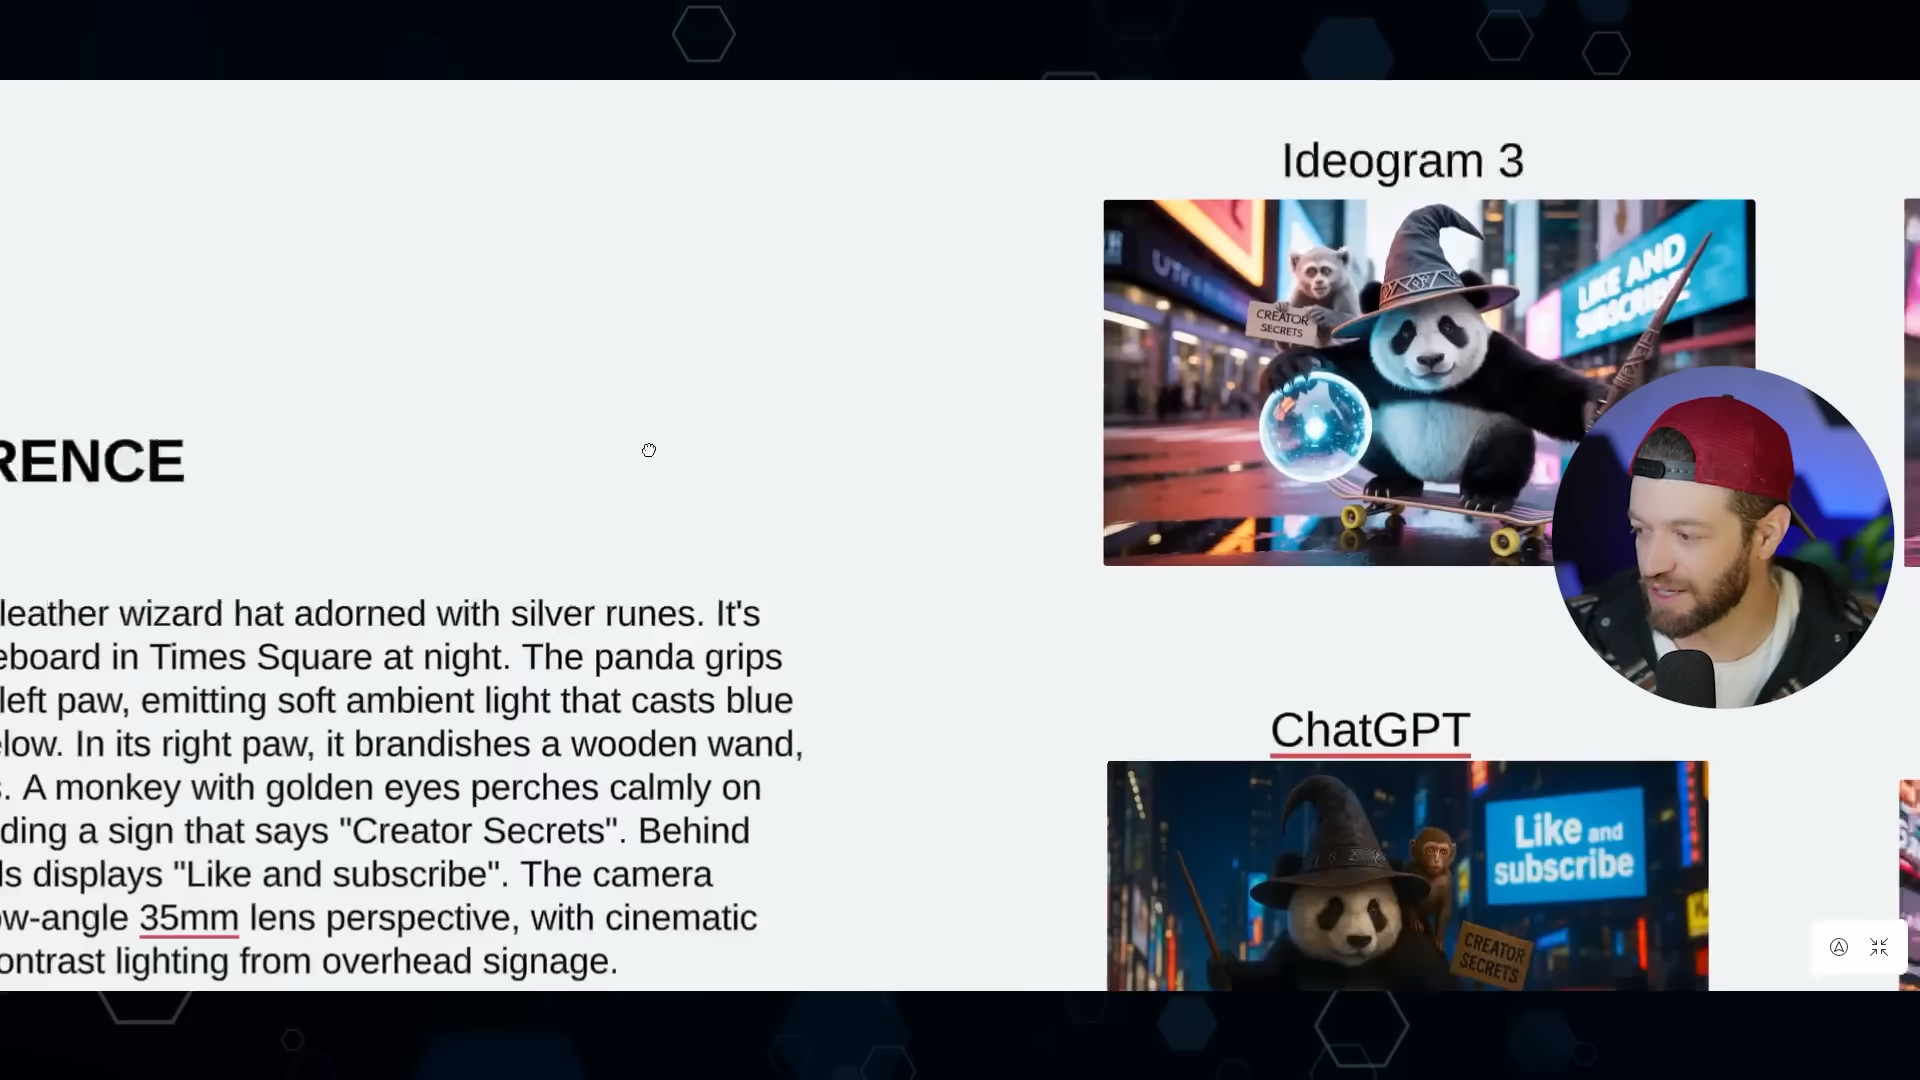 Ideogram 3
CREATOR
SECRETS
LIKE AND
SUBSCRIBE
RENCE
leather wizard hat adorned with silver runes. It's
eboard in Times Square at night. The panda grips
left paw, emitting soft ambient light that casts blue
elow. In its right paw, it brandishes a wooden wand,
s. A monkey with golden eyes perches calmly on
ding a sign that says "Creator Secrets". Behind
ls displays "Like and subscribe". The camera
ow-angle 35mm lens perspective, with cinematic
ontrast lighting from overhead signage.
ChatGPT
Like and
subscribe
CREATOR
SECRETS